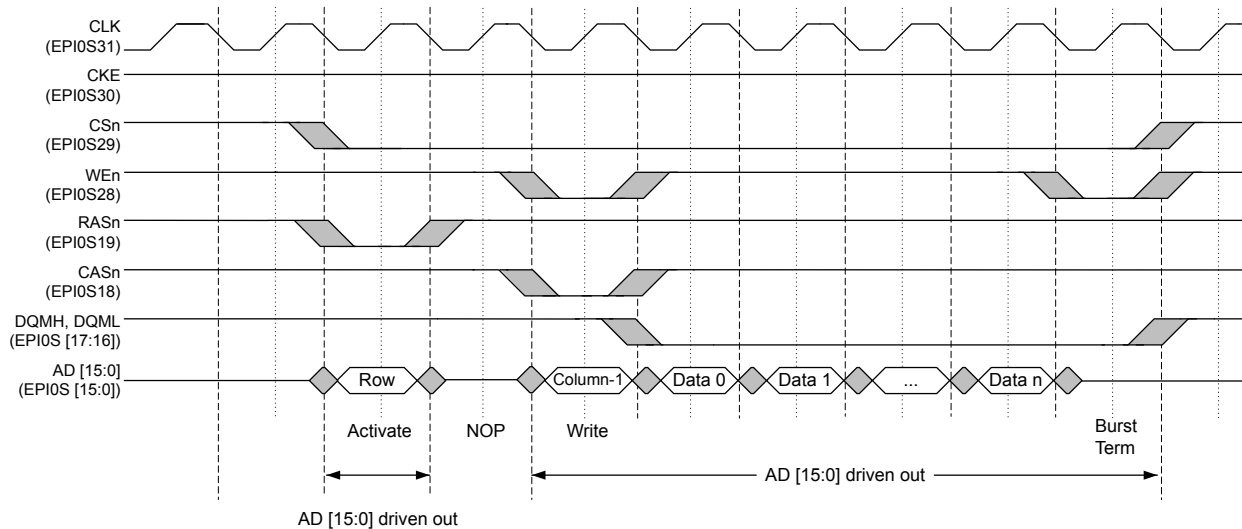 CLK
(EPI0S31)
CKE
(EPI0S30)
CSn
(EPI0S29)
WEn
(EPI0S28)
RASn
(EPI0S19)
CASn
(EPI0S18)
DQMH, DQML
(EPI0S [17:16])
AD [15:0]
(EPI0S [15:0])
Row
Column-1
Data 0
Data 1
...
Data n
Activate
NOP
Write
Burst
Term
AD [15:0] driven out
AD [15:0] driven out